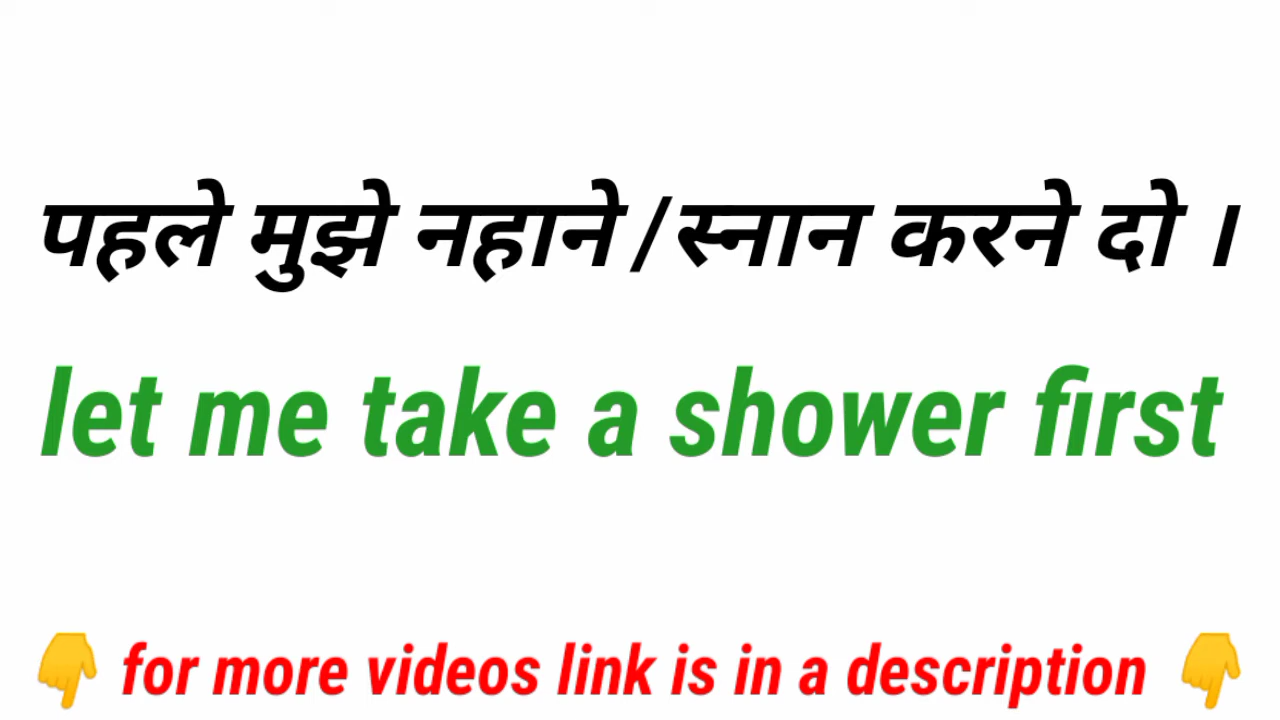 पहले मुझे नहाने/स्नान करने दो ।
let me take a shower first
👇 for more videos link is in a description 👇